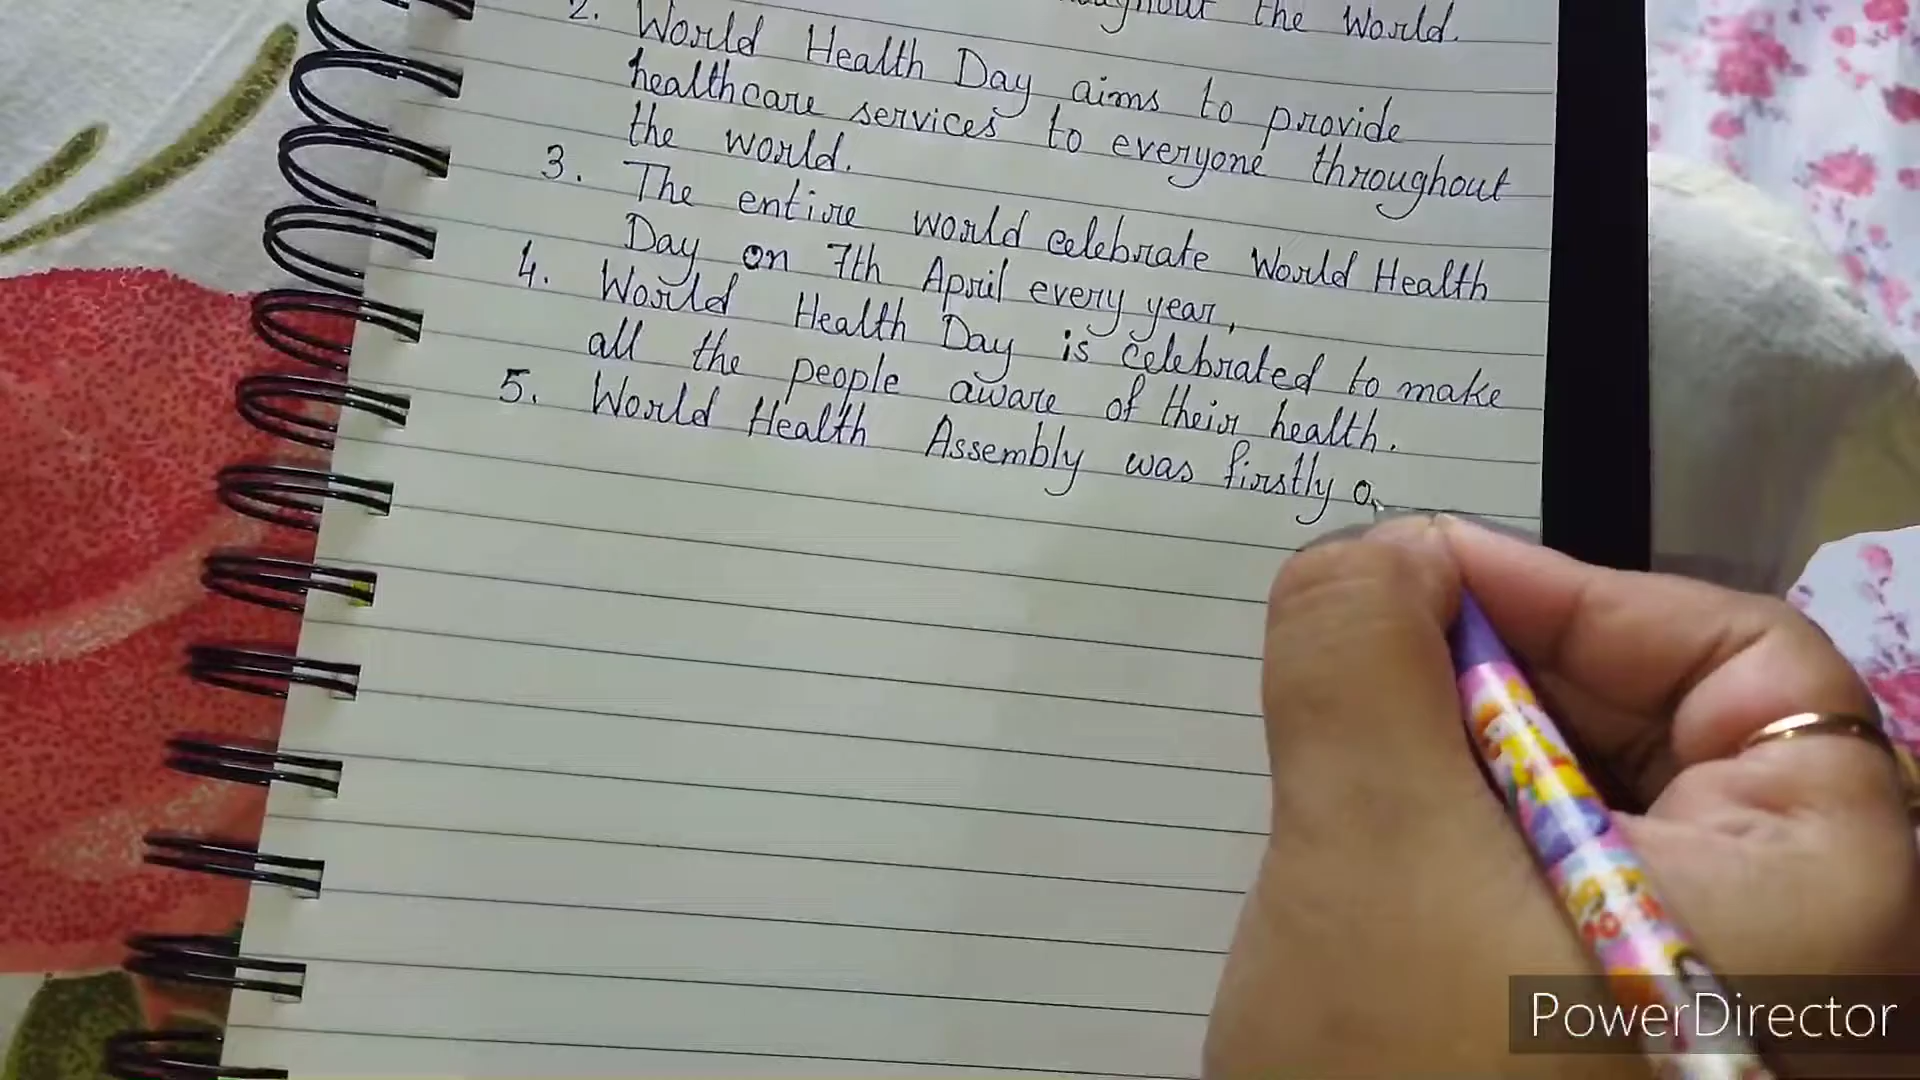 the World.
2. World Health Day aims to provide
healthcare services to everyone throughout
the world.
3. The entire world celebrate World Health
Day on 7th April every year,
4. World Health Day is celebrated to make
all the people aware of their health.
5. World Health Assembly was firstly
PowerDirector